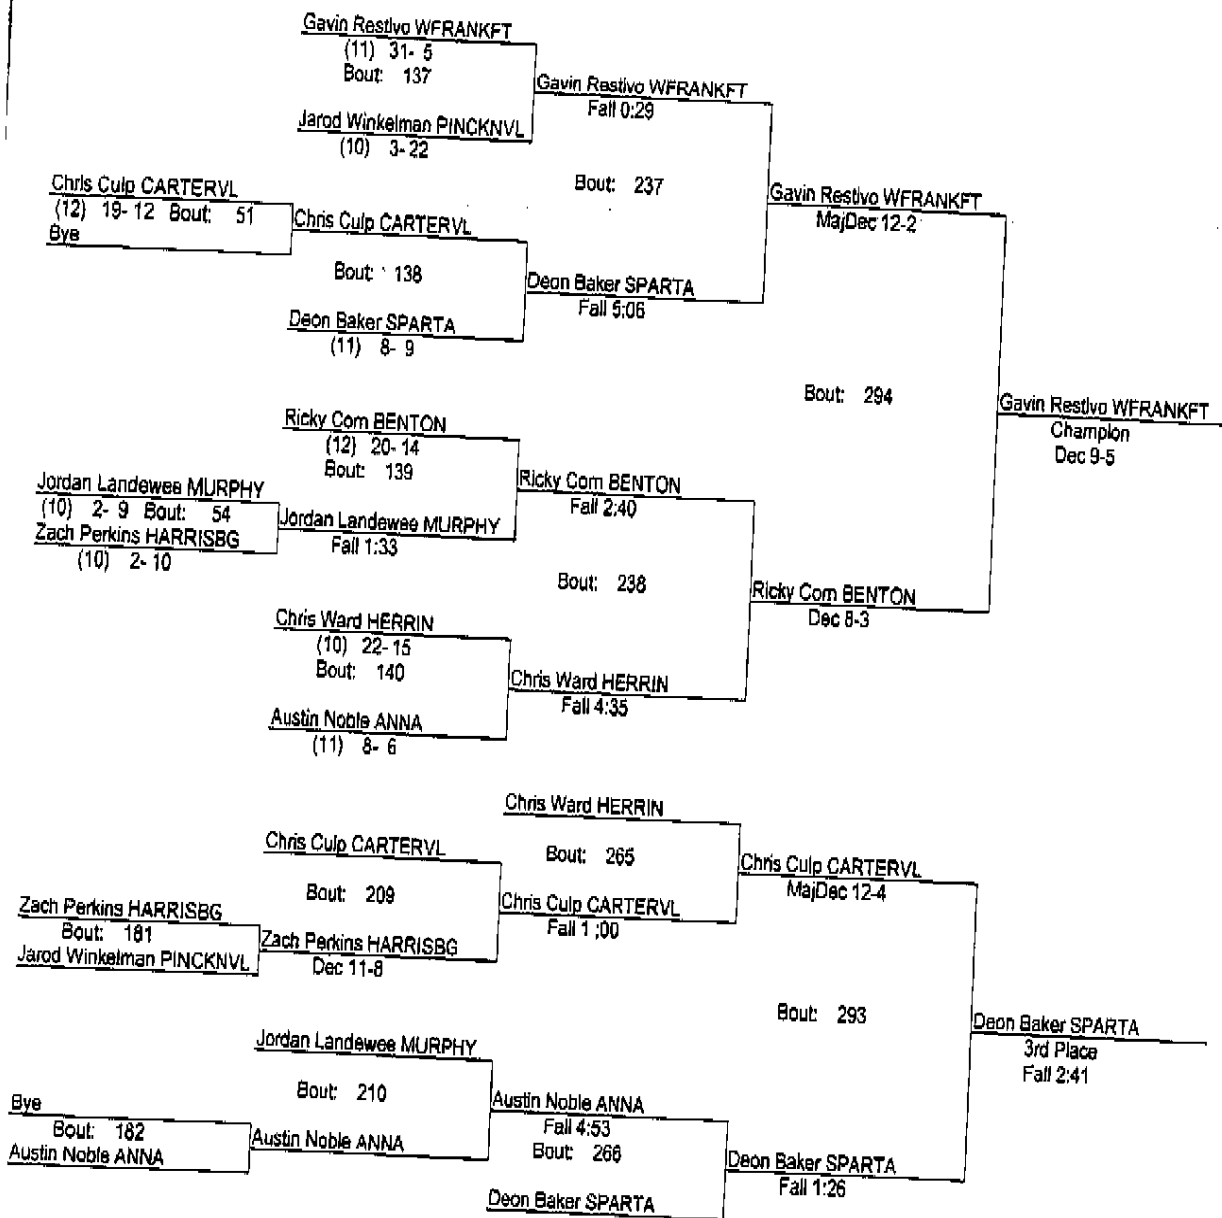 Gavin Restivo WFRANKFT
(11) 31- 5
Bout: 137
Gavin Restivo WFRANKFT
Fall 0:29
Jarod Winkelman PINCKNVL
(10) 3- 22
Bout: 237
Chris Culp CARTERVL
(12) 19- 12 Bout: 51
Bye
Chris Culp CARTERVL
Gavin Restivo WFRANKFT
MajDec 12-2
Bout: 138
Deon Baker SPARTA
Fall 5:06
Deon Baker SPARTA
(11) 8- 9
Bout: 294
Gavin Restivo WFRANKFT
Champion
Dec 9-5
Ricky Corn BENTON
(12) 20- 14
Bout: 139
Ricky Corn BENTON
Fall 2:40
Jordan Landewee MURPHY
(10) 2- 9 Bout: 54
Zach Perkins HARRISBG
(10) 2- 10
Jordan Landewee MURPHY
Fall 1:33
Bout: 238
Ricky Corn BENTON
Dec 8-3
Chris Ward HERRIN
(10) 22- 15
Bout: 140
Chris Ward HERRIN
Fall 4:35
Austin Noble ANNA
(11) 8- 6
Chris Ward HERRIN
Bout: 265
Chris Culp CARTERVL
MajDec 12-4
Chris Culp CARTERVL
Bout: 209
Chris Culp CARTERVL
Fall 1 ;00
Zach Perkins HARRISBG
Bout: 181
Jarod Winkelman PINCKNVL
Zach Perkins HARRISBG
Dec 11-8
Bout: 293
Deon Baker SPARTA
3rd Place
Fall 2:41
Jordan Landewee MURPHY
Bout: 210
Austin Noble ANNA
Fall 4:53
Bout: 266
Bye
Bout: 182
Austin Noble ANNA
Austin Noble ANNA
Deon Baker SPARTA
Fall 1:26
Deon Baker SPARTA